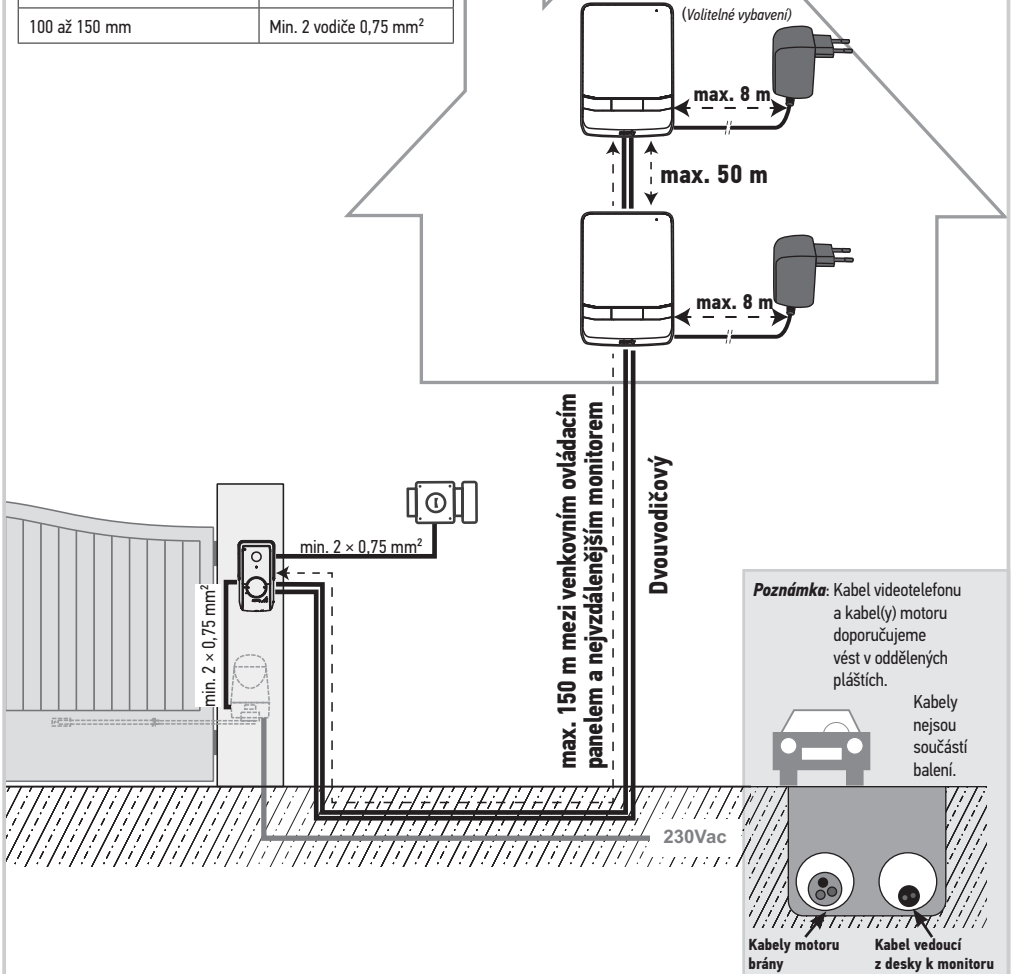 100 až 150 mm
Min. 2 vodiče 0,75 mm²
(Volitelné vybavení)
max. 8 m
max. 50 m
max. 8 m
max. 150 m mezi venkovním ovládacím
panelem a nejvzdálenějším monitorem
Dvouvodičový
min. 2 × 0,75 mm²
min. 2 × 0,75 mm²
230Vac
Poznámka: Kabel videotelefonu
a kabel(y) motoru
doporučujeme
vést v oddělených
pláštích.
Kabely
nejsou
součástí
balení.
Kabely motoru
brány
Kabel vedoucí
z desky k monitoru